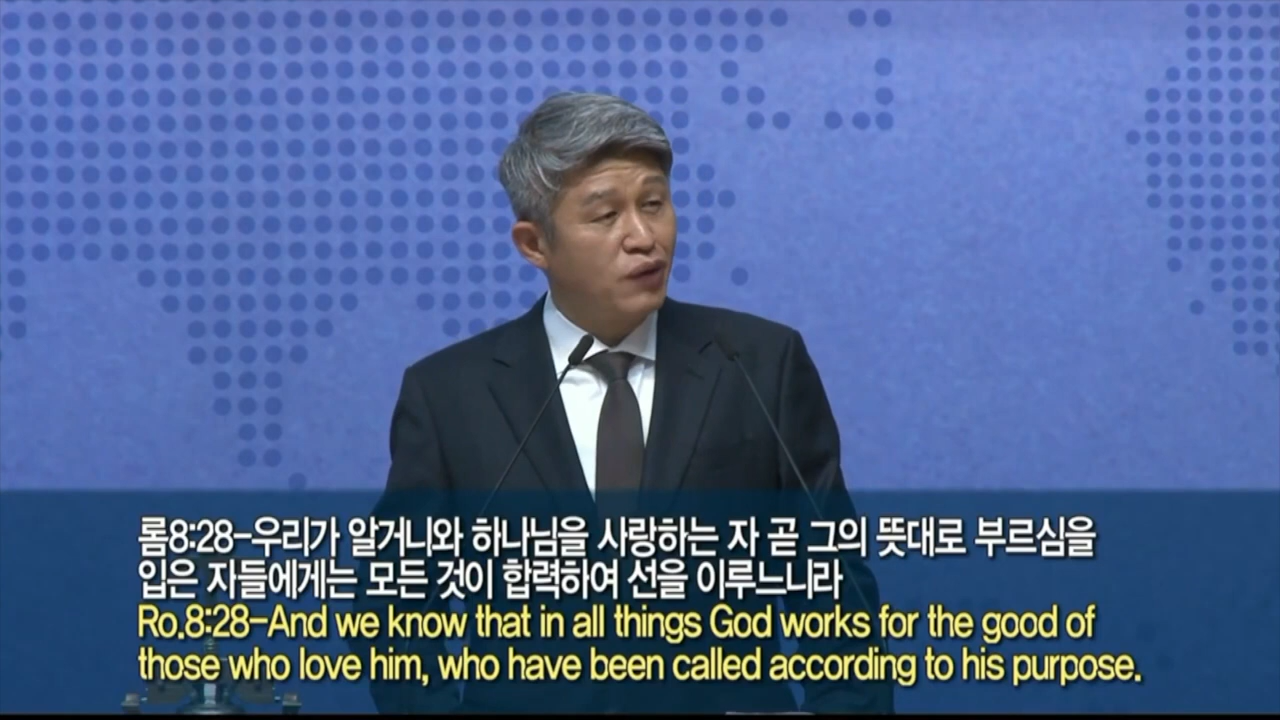 롬8:28-우리가 알거니와 하나님을 사랑하는 자 곧 그의 뜻대로 부르심을
입은 자들에게는 모든 것이 합력하여 선을 이루느니라
Ro.8:28-And we know that in all things God works for the good of
those who love him, who have been called according to his purpose.